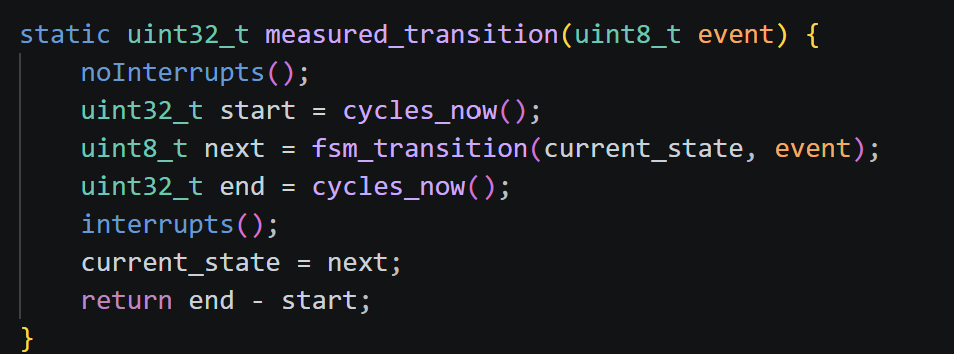 static uint32_t measured_transition(uint8_t event) {
    noInterrupts();
    uint32_t start = cycles_now();
    uint8_t next = fsm_transition(current_state, event);
    uint32_t end = cycles_now();
    interrupts();
    current_state = next;
    return end - start;
}